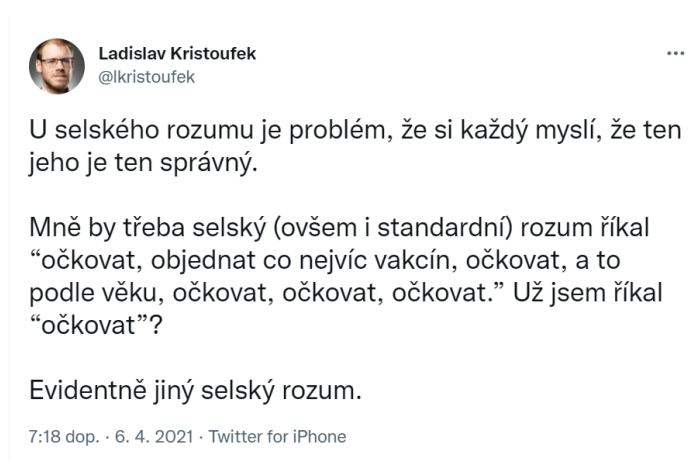 Ladislav Kristoufek
@lkristoufek
U selského rozumu je problém, že si každý myslí, že ten
jeho je ten správný.
Mně by třeba selský (ovšem i standardní) rozum říkal
“očkovat, objednat co nejvíc vakcín, očkovat, a to
podle věku, očkovat, očkovat, očkovat.” Už jsem říkal
“očkovat”?
Evidentně jiný selský rozum.
7:18 dop. · 6. 4. 2021 · Twitter for iPhone